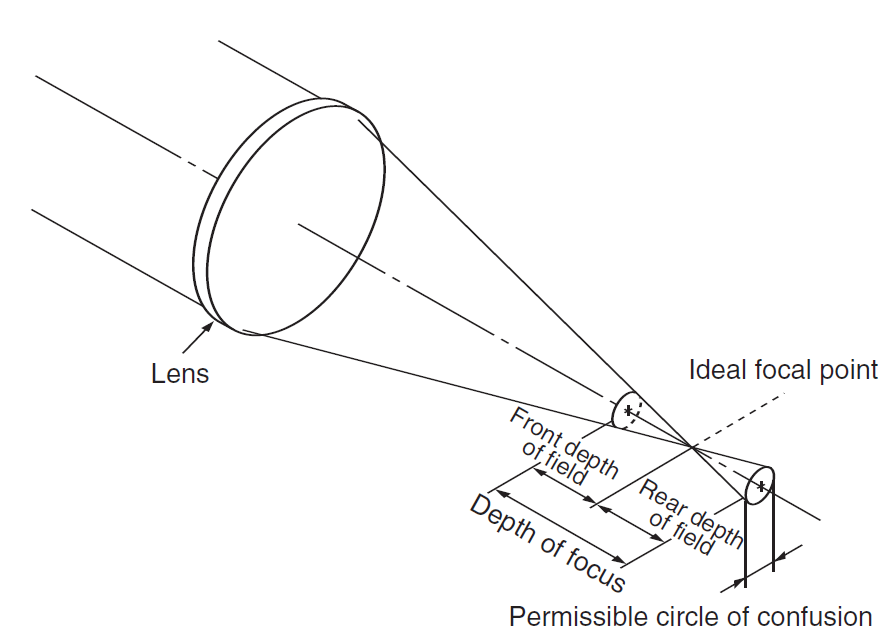 Lens
Ideal focal point
Front depth
of field
Rear depth
of field
Depth of focus
Permissible circle of confusion